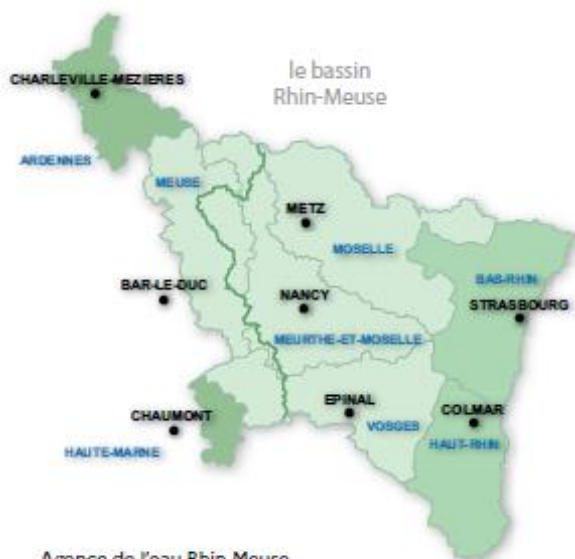 le bassin
Rhin-Meuse
CHARLEVILLE-MEZIERES
ARDENNES
MEUSE
METZ
MOSELLE
BAR-LE-DUC
NANCY
BAS-RHIN
STRASBOURG
MEURTHE-ET-MOSELLE
CHAUMONT
EPINAL
COLMAR
VOSGES
HAUT-RHIN
HAUTE-MARNE
Agence de l'eau Rhin-Meuse